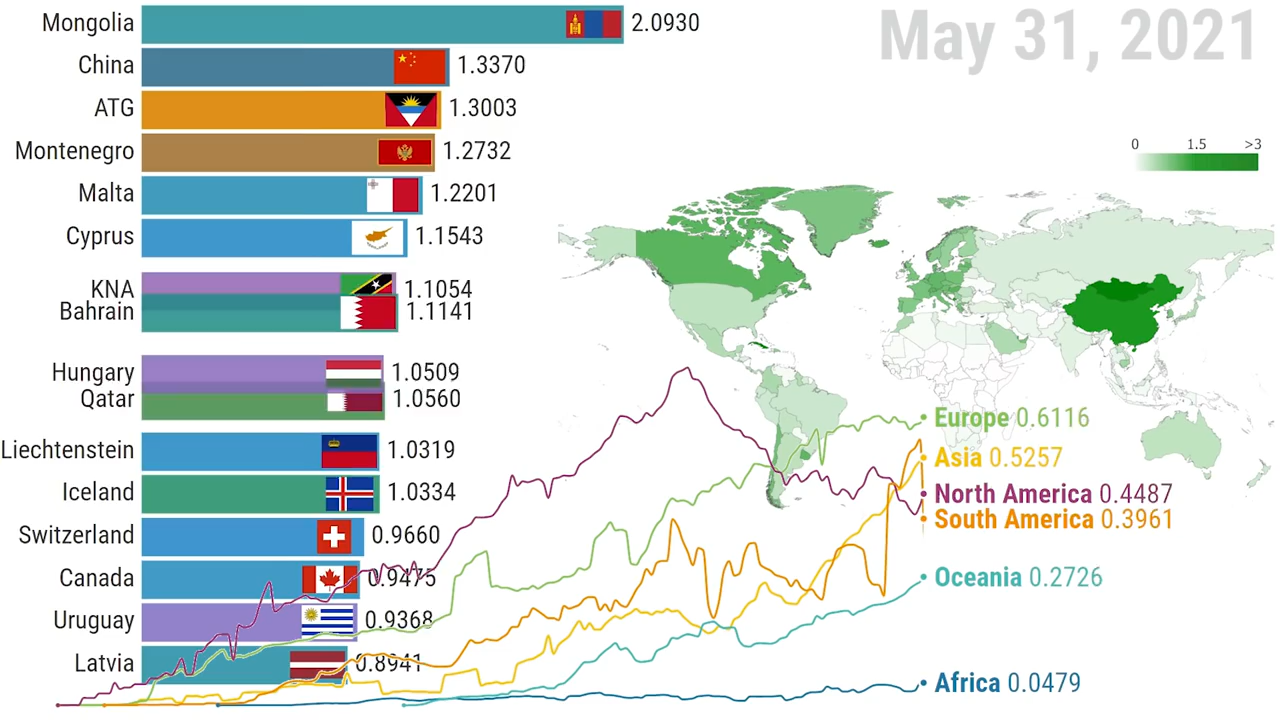 Mongolia 2.0930
May 31, 2021
China 1.3370
ATG 1.3003
Montenegro 1.2732
0 1.5 >3
Malta 1.2201
Cyprus 1.1543
KNA 1.1054
Bahrain 1.1141
Hungary 1.0509
Qatar 1.0560
Europe 0.6116
Liechtenstein 1.0319
Asia 0.5257
Iceland 1.0334
North America 0.4487
South America 0.3961
Switzerland 0.9660
Canada 0.9475
Oceania 0.2726
Uruguay 0.9368
Latvia 0.8941
Africa 0.0479